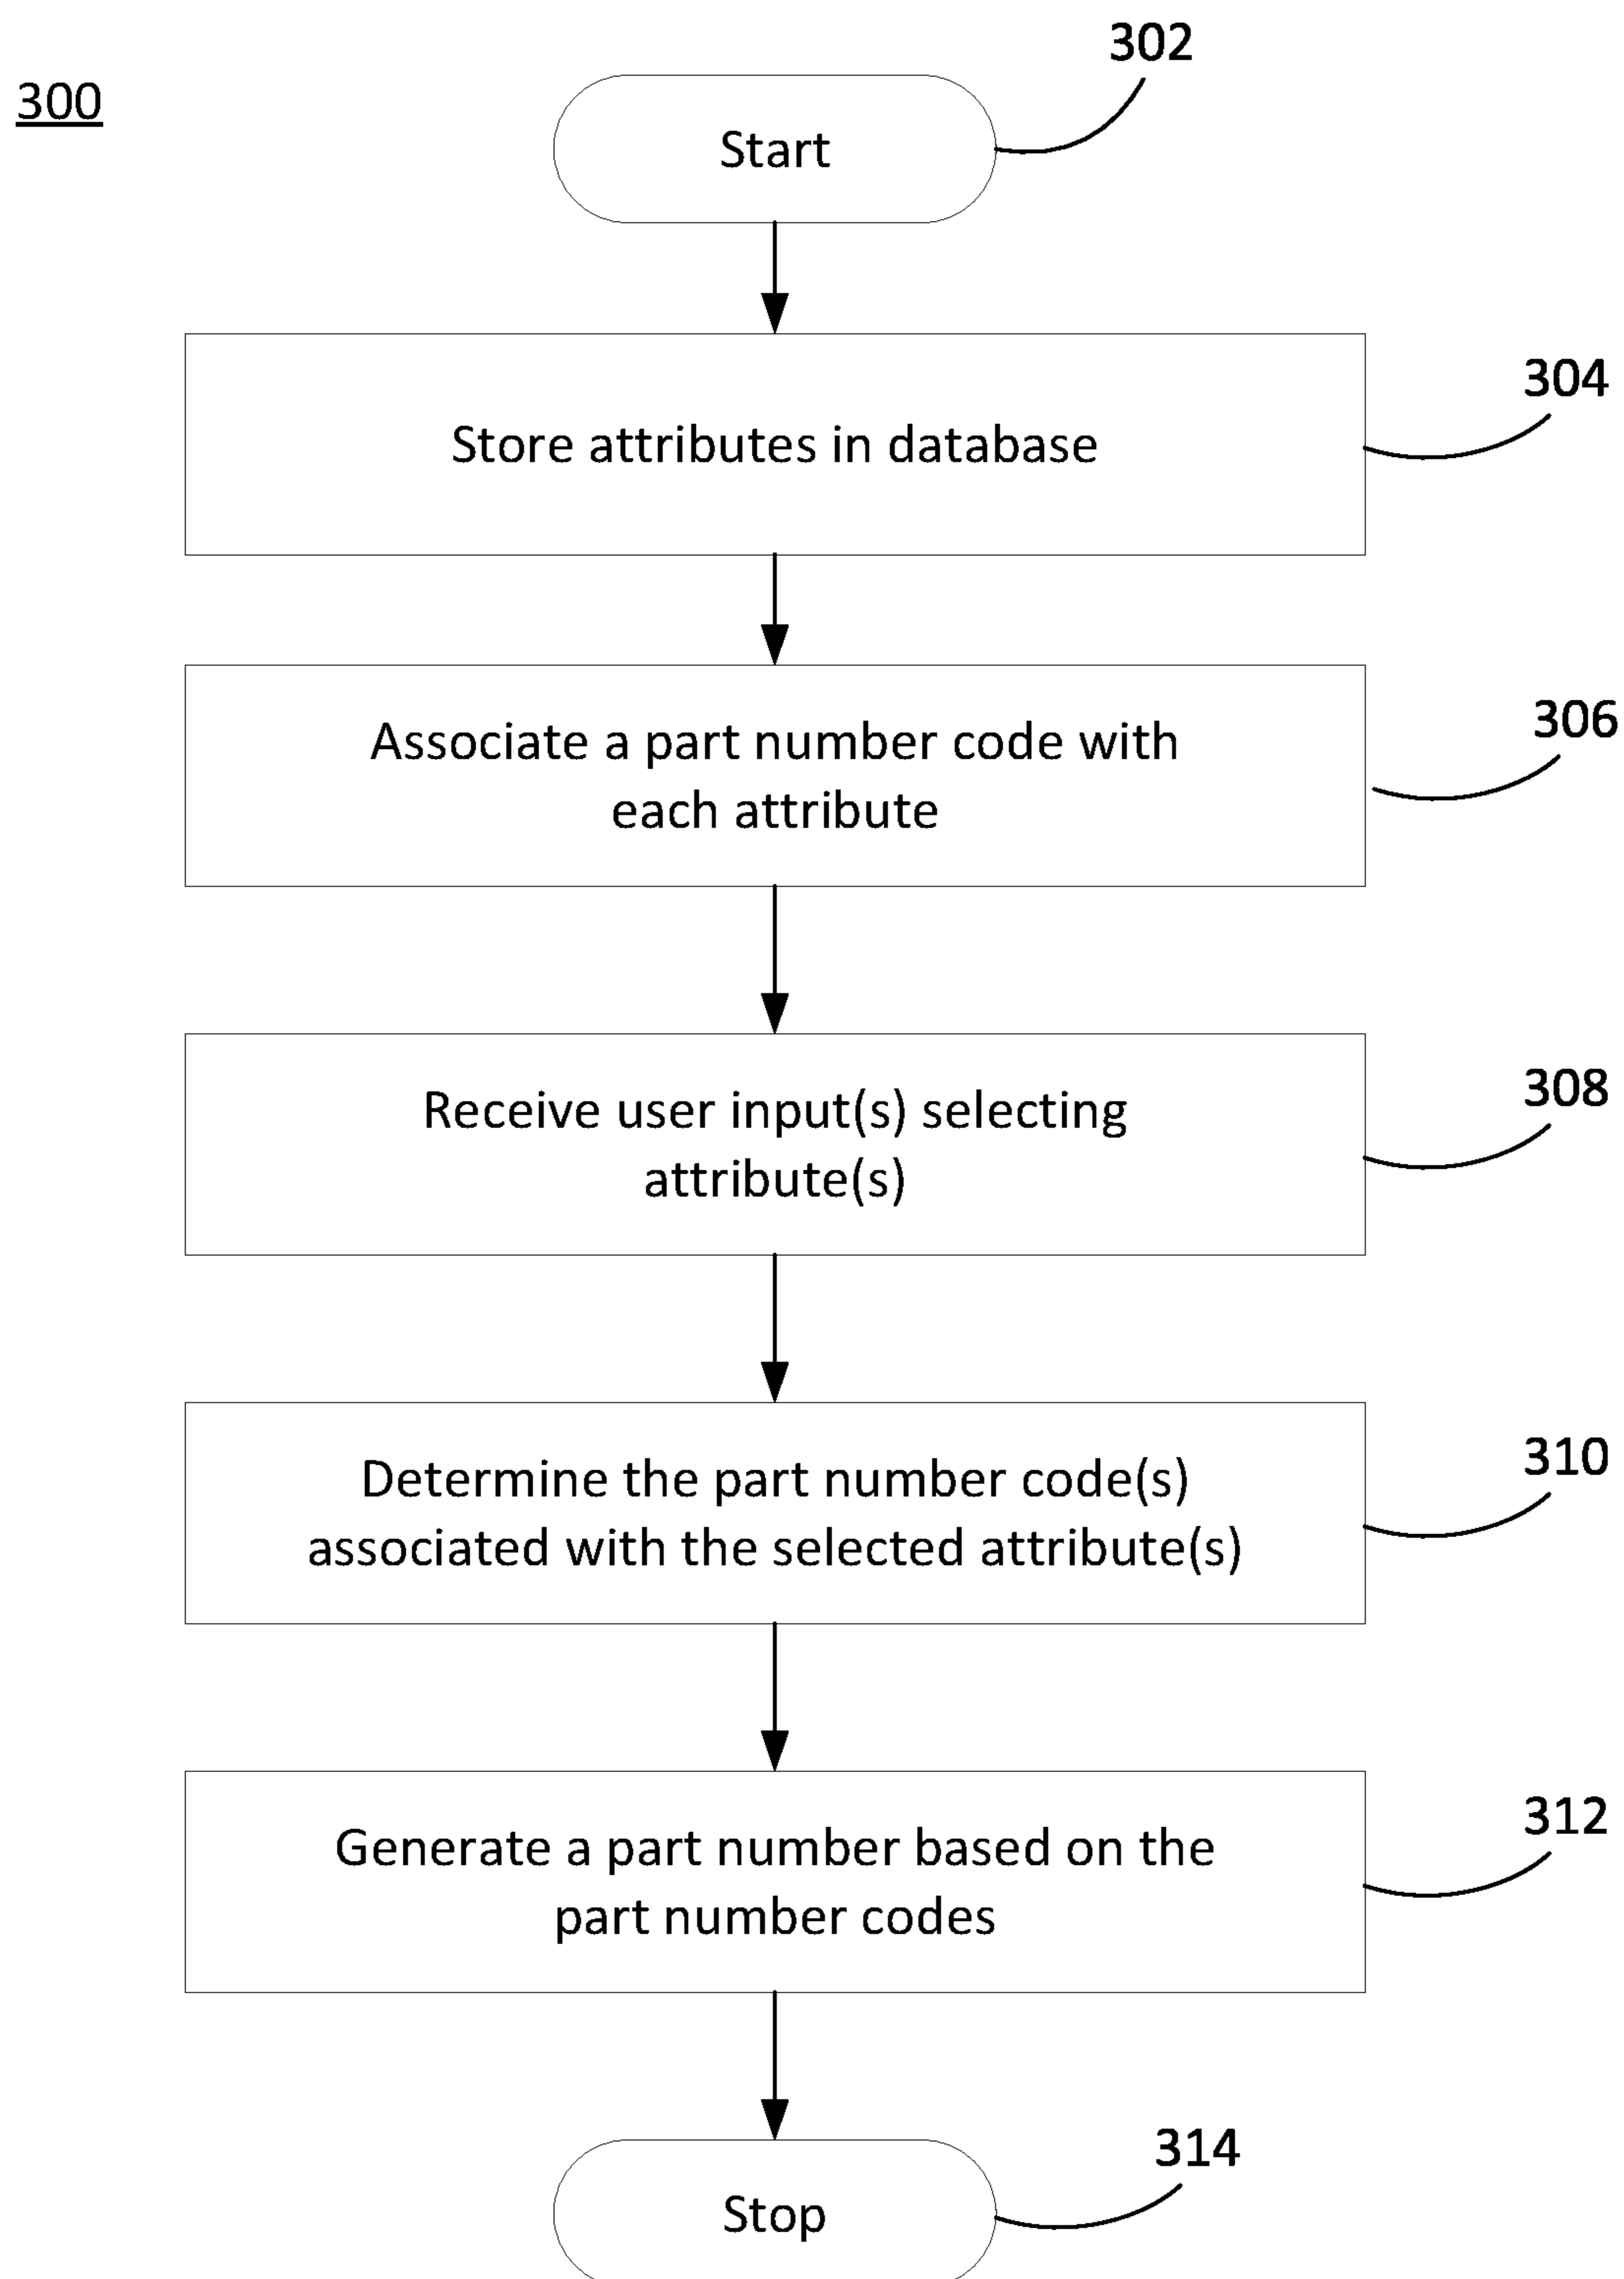 302
300
Start
304
Store attributes in database
306
Associate a part number code with
each attribute
308
Receive user input(s) selecting
attribute(s)
310
Determine the part number code(s)
associated with the selected attribute(s)
312
Generate a part number based on the
part number codes
314
Stop